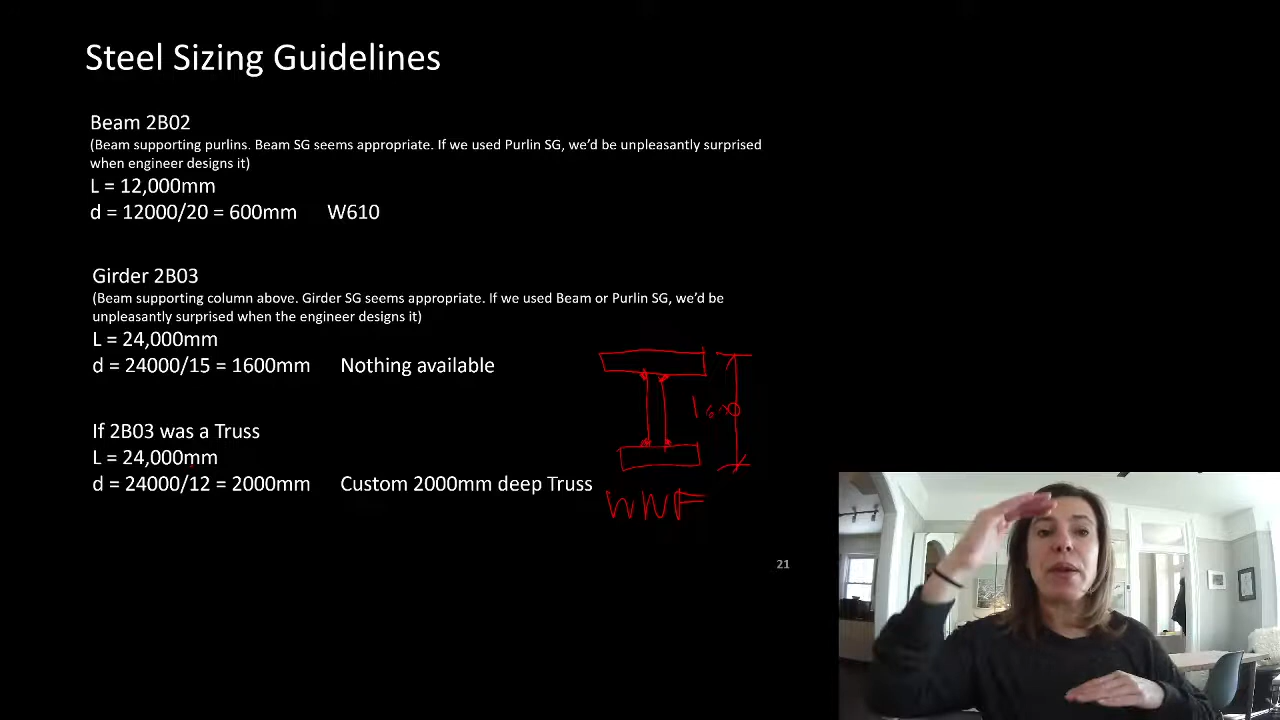 Steel Sizing Guidelines
Beam 2B02
(Beam supporting purlins. Beam SG seems appropriate. If we used Purlin SG, we'd be unpleasantly surprised
when engineer designs it)
L = 12,000mm
d = 12000/20 = 600mm W610
Girder 2B03
(Beam supporting column above. Girder SG seems appropriate. If we used Beam or Purlin SG, we'd be
unpleasantly surprised when the engineer designs it)
L = 24,000mm
d = 24000/15 = 1600mm Nothing available
1600
If 2B03 was a Truss
L = 24,000mm
d = 24000/12 = 2000mm Custom 2000mm deep Truss
WWF
21